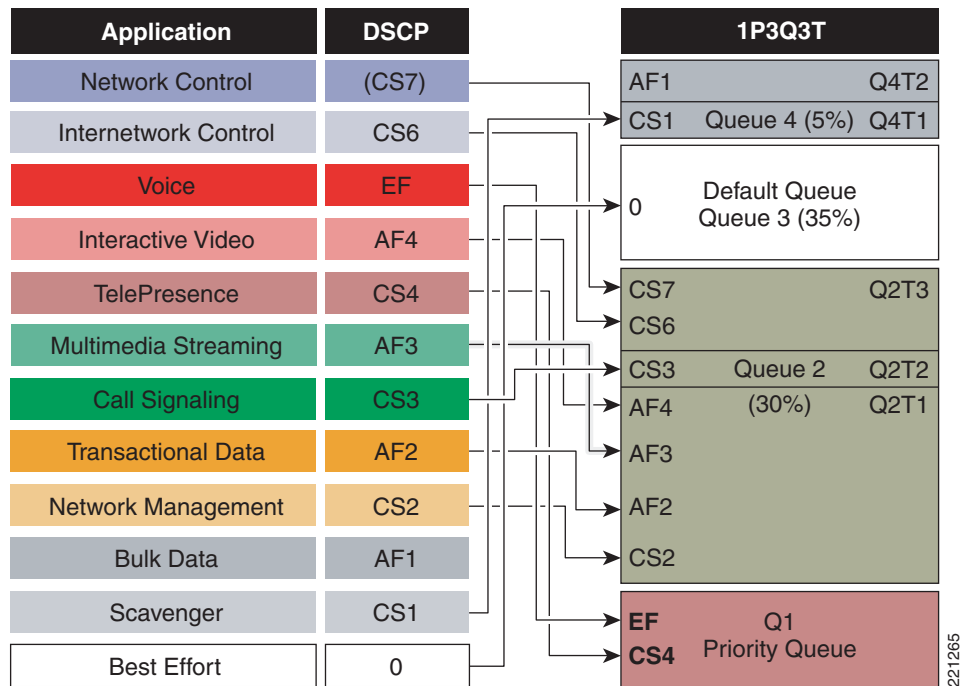 Application DSCP 1P3Q3T
Network Control (CS7)
Internetwork Control CS6
Voice EF
Interactive Video AF4
TelePresence CS4
Multimedia Streaming AF3
Call Signaling CS3
Transactional Data AF2
Network Management CS2
Bulk Data AF1
Scavenger CS1
Best Effort 0
AF1 Q4T2
CS1 Queue 4 (5%) Q4T1
Default Queue
0
Queue 3 (35%)
CS7 Q2T3
CS6
CS3 Queue 2 Q2T2
AF4 (30%) Q2T1
AF3
AF2
CS2
EF Q1
CS4 Priority Queue
221265